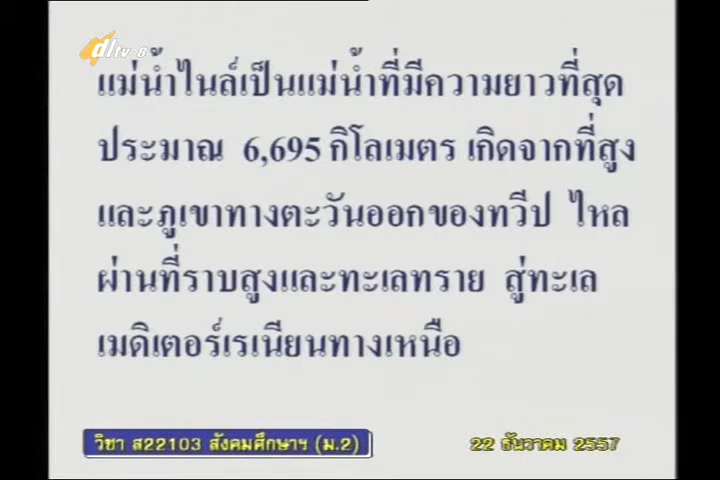 dltv 8
แม่น้ำไนล์เป็นแม่น้ำที่มีความยาวที่สุด
ประมาณ 6,695 กิโลเมตร เกิดจากที่สูง
และภูเขาทางตะวันออกของทวีป ไหล
ผ่านที่ราบสูงและทะเลทราย สู่ทะเล
เมดิเตอร์เรเนียนทางเหนือ
วิชา ส22103 สังคมศึกษาฯ (ม.2)
22 ธันวาคม 2557